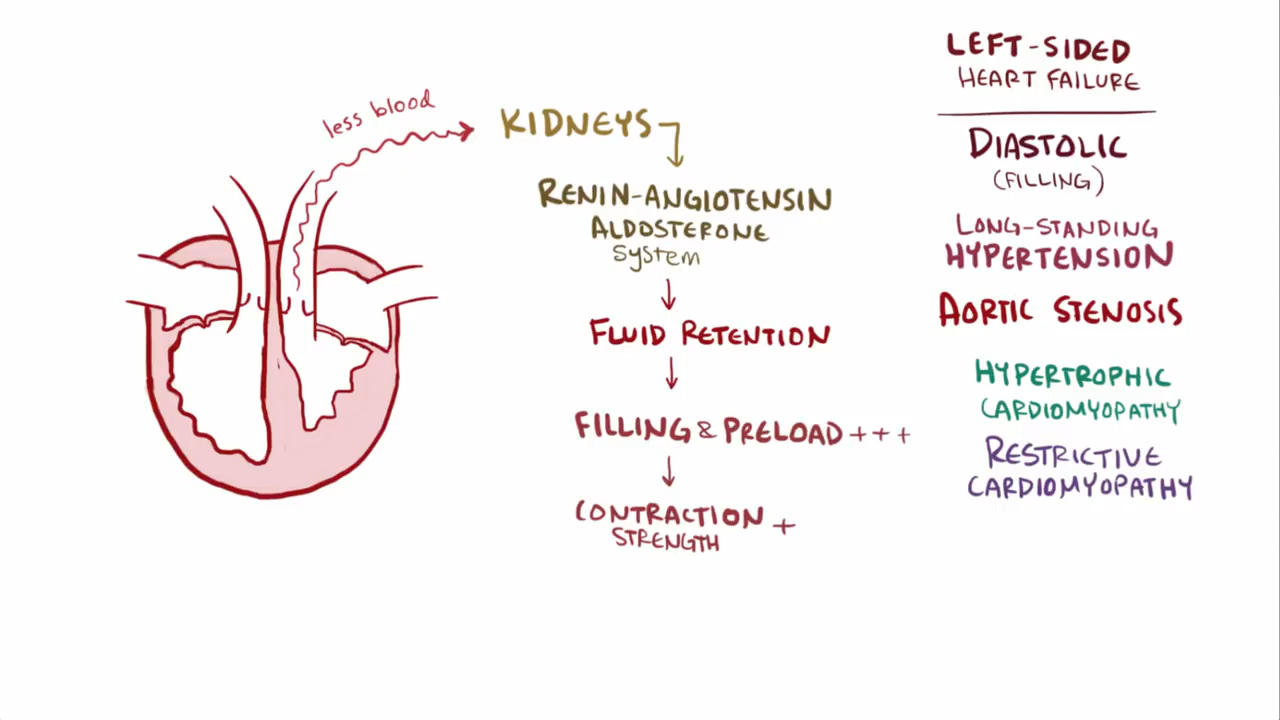 less blood
KIDNEYS
RENIN-ANGIOTENSIN
ALDOSTERONE
system
FLUID RETENTION
FILLING & PRELOAD +++
CONTRACTION +
STRENGTH
LEFT-SIDED
HEART FAILURE
DIASTOLIC
(FILLING)
LONG-STANDING
HYPERTENSION
AORTIC STENOSIS
HYPERTROPHIC
CARDIOMYOPATHY
RESTRICTIVE
CARDIOMYOPATHY